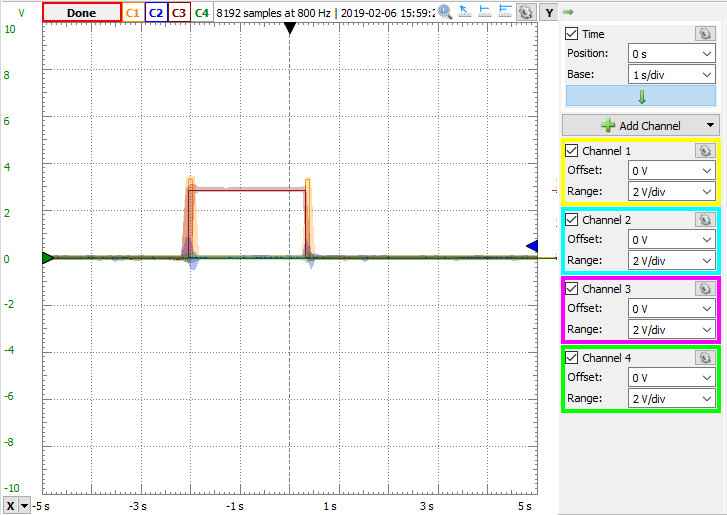 V Done C1 C2 C3 C4 8192 samples at 800 Hz | 2019-02-06 15:59:2 Y
10
8
6
4
2
0
-2
-4
-6
-8
-10
X -5 s -3 s -1 s 1 s 3 s 5 s
Time
Position: 0 s
Base: 1 s/div
Add Channel
Channel 1
Offset: 0 V
Range: 2 V/div
Channel 2
Offset: 0 V
Range: 2 V/div
Channel 3
Offset: 0 V
Range: 2 V/div
Channel 4
Offset: 0 V
Range: 2 V/div